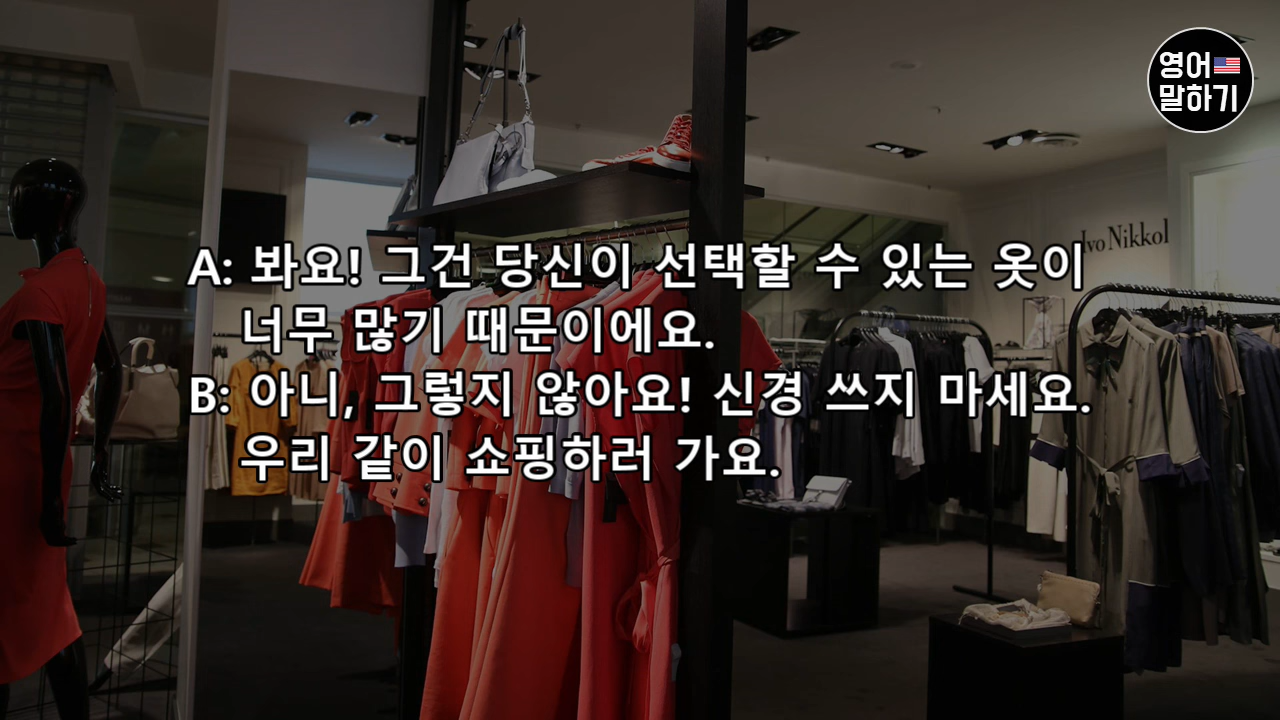 영어
말하기
Ivo Nikkol
A: 봐요! 그건 당신이 선택할 수 있는 옷이
너무 많기 때문이에요.
B: 아니, 그렇지 않아요! 신경 쓰지 마세요.
우리 같이 쇼핑하러 가요.